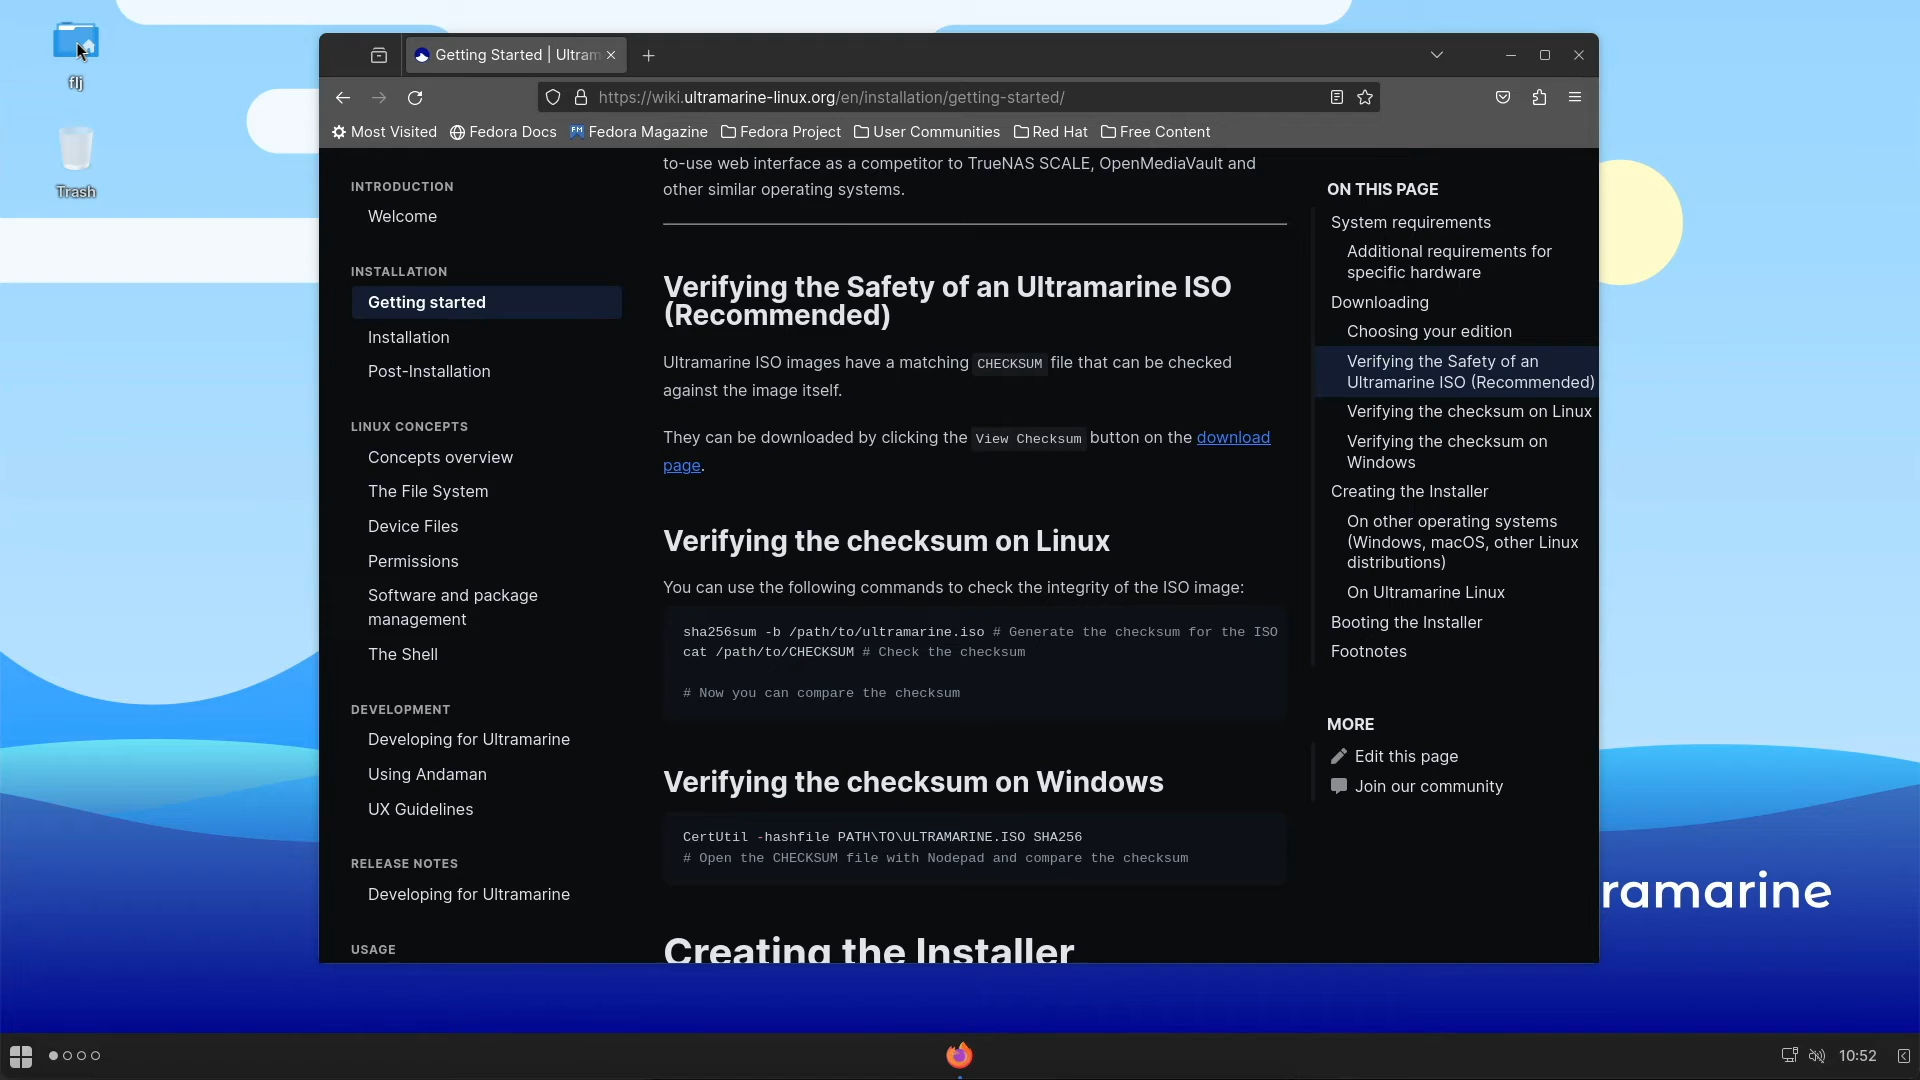 flj
Trash
Getting Started | Ultram
https://wiki.ultramarine-linux.org/en/installation/getting-started/
Most Visited
Fedora Docs
FM
Fedora Magazine
Fedora Project
User Communities
Red Hat
Free Content
INTRODUCTION
Welcome
INSTALLATION
Getting started
Installation
Post-Installation
LINUX CONCEPTS
Concepts overview
The File System
Device Files
Permissions
Software and package
management
The Shell
DEVELOPMENT
Developing for Ultramarine
Using Andaman
UX Guidelines
RELEASE NOTES
Developing for Ultramarine
USAGE
to-use web interface as a competitor to TrueNAS SCALE, OpenMediaVault and
other similar operating systems.
Verifying the Safety of an Ultramarine ISO
(Recommended)
Ultramarine ISO images have a matching CHECKSUM file that can be checked
against the image itself.
They can be downloaded by clicking the View Checksum button on the download
page.
Verifying the checksum on Linux
You can use the following commands to check the integrity of the ISO image:
sha256sum -b /path/to/ultramarine.iso # Generate the checksum for the ISO
cat /path/to/CHECKSUM # Check the checksum
# Now you can compare the checksum
Verifying the checksum on Windows
CertUtil -hashfile PATH\TO\ULTRAMARINE.ISO SHA256
# Open the CHECKSUM file with Nodepad and compare the checksum
Creating the Installer
ON THIS PAGE
System requirements
Additional requirements for
specific hardware
Downloading
Choosing your edition
Verifying the Safety of an
Ultramarine ISO (Recommended)
Verifying the checksum on Linux
Verifying the checksum on
Windows
Creating the Installer
On other operating systems
(Windows, macOS, other Linux
distributions)
On Ultramarine Linux
Booting the Installer
Footnotes
MORE
Edit this page
Join our community
ramarine
10:52